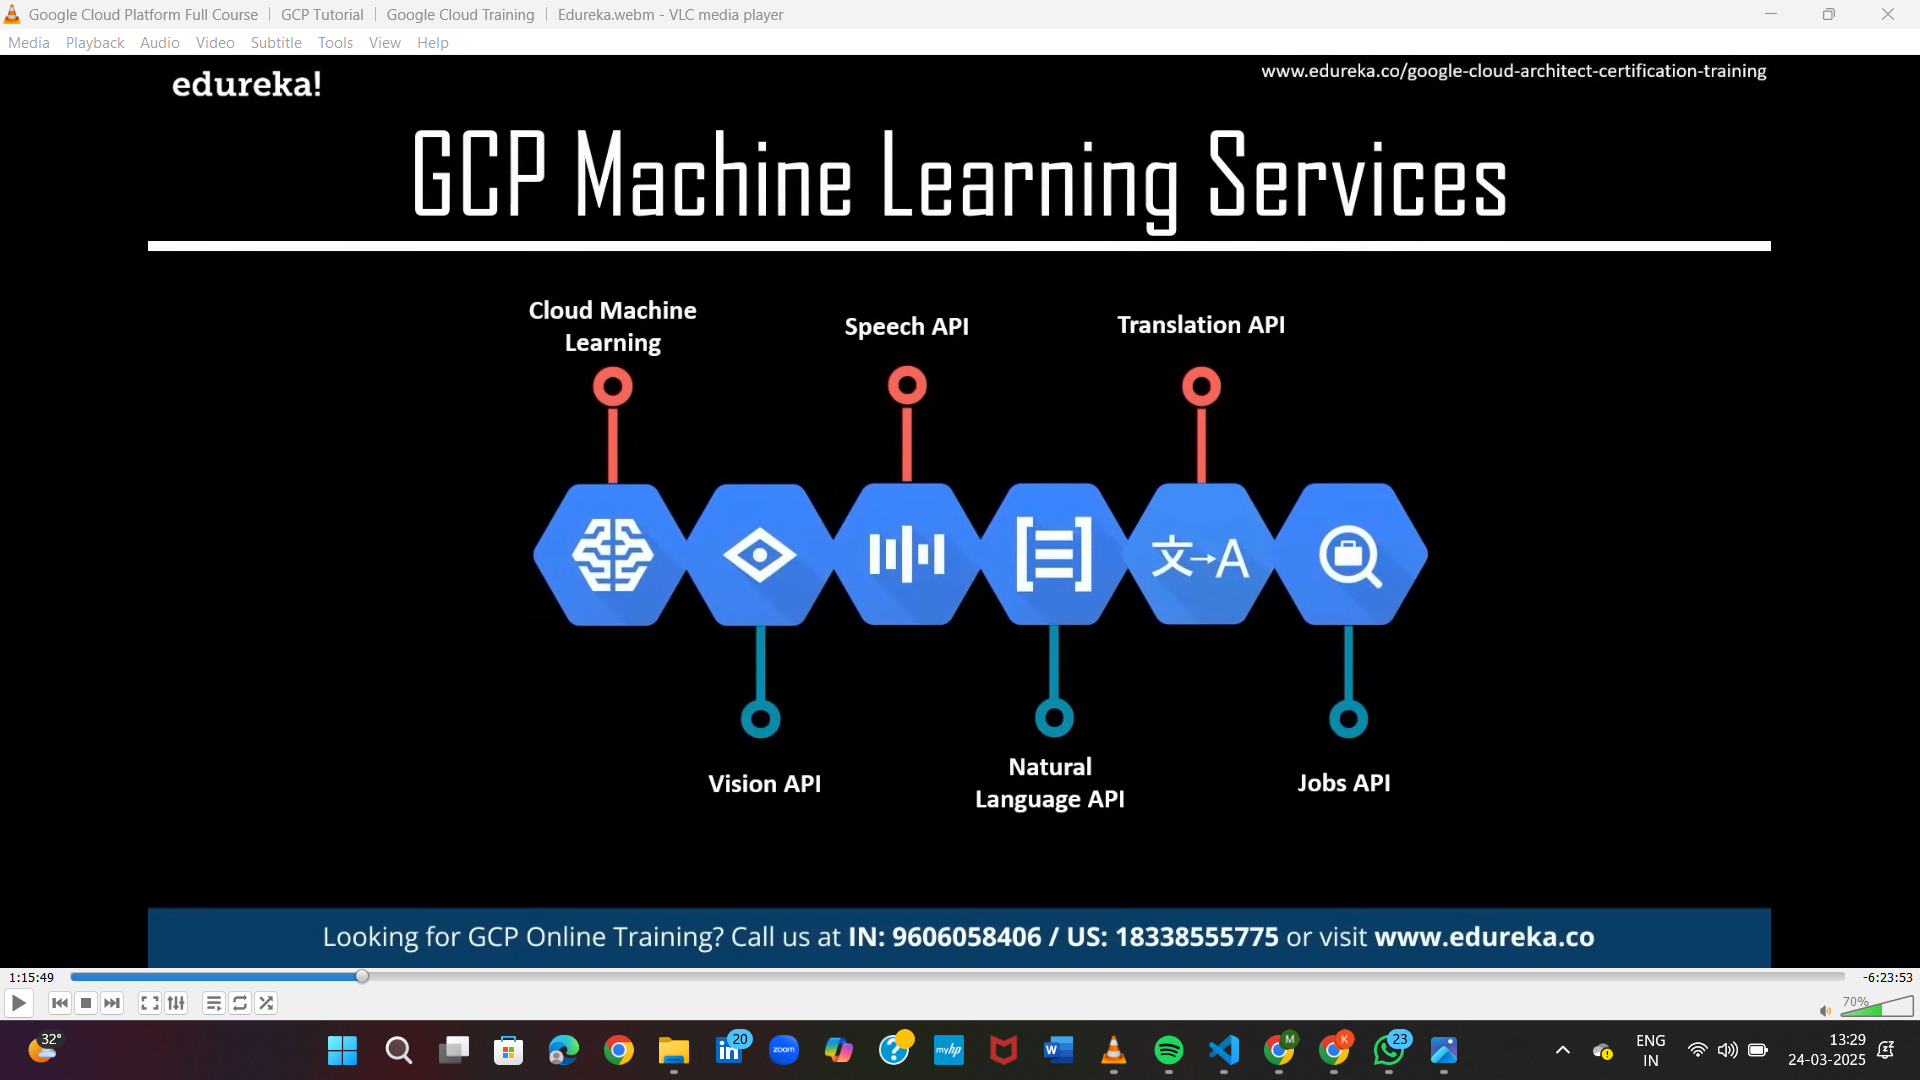 Google Cloud Platform Full Course | GCP Tutorial | Google Cloud Training | Edureka.webm - VLC media player
Media Playback Audio Video Subtitle Tools View Help
edureka!
www.edureka.co/google-cloud-architect-certification-training
GCP Machine Learning Services
Cloud Machine
Learning
Speech API
Translation API
文→A
Vision API
Natural
Language API
Jobs API
Looking for GCP Online Training? Call us at IN: 9606058406 / US: 18338555775 or visit www.edureka.co
1:15:49
-6:23:53
70%
32°
20
zoom
myhp
W
M
K
23
ENG
IN
13:29
24-03-2025